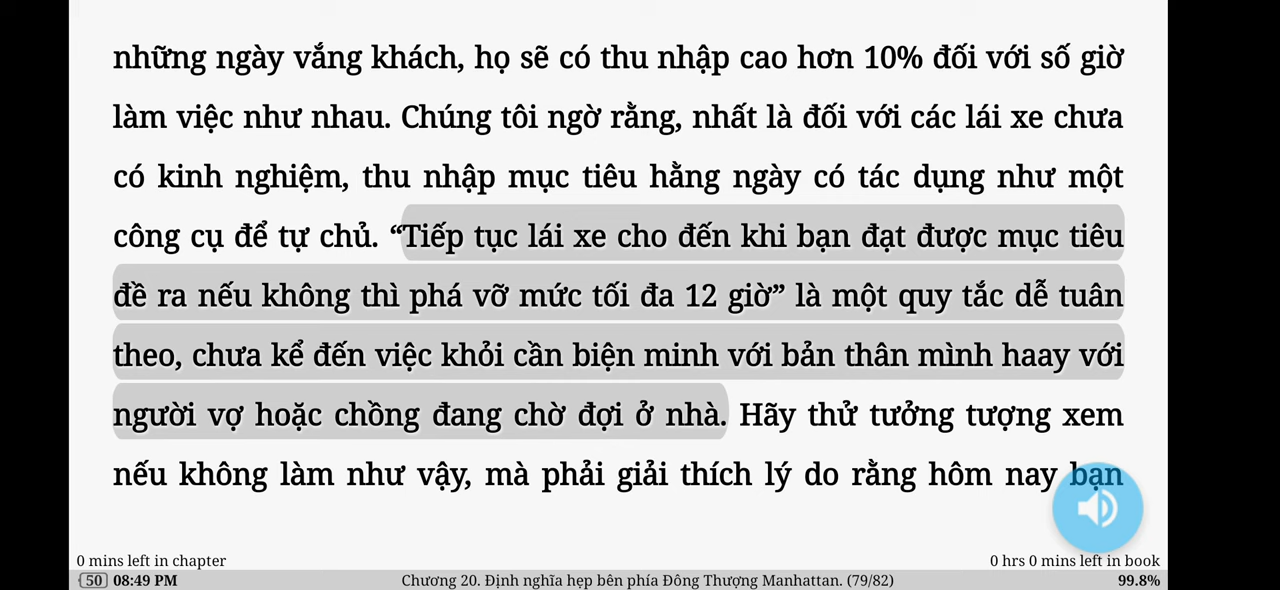 những ngày vắng khách, họ sẽ có thu nhập cao hơn 10% đối với số giờ
làm việc như nhau. Chúng tôi ngờ rằng, nhất là đối với các lái xe chưa
có kinh nghiệm, thu nhập mục tiêu hằng ngày có tác dụng như một
công cụ để tự chủ. “Tiếp tục lái xe cho đến khi bạn đạt được mục tiêu
đề ra nếu không thì phá vỡ mức tối đa 12 giờ” là một quy tắc dễ tuân
theo, chưa kể đến việc khỏi cần biện minh với bản thân mình haay với
người vợ hoặc chồng đang chờ đợi ở nhà. Hãy thử tưởng tượng xem
nếu không làm như vậy, mà phải giải thích lý do rằng hôm nay bạn
0 mins left in chapter
0 hrs 0 mins left in book
50 08:49 PM
Chương 20. Định nghĩa hẹp bên phía Đông Thượng Manhattan. (79/82)
99.8%